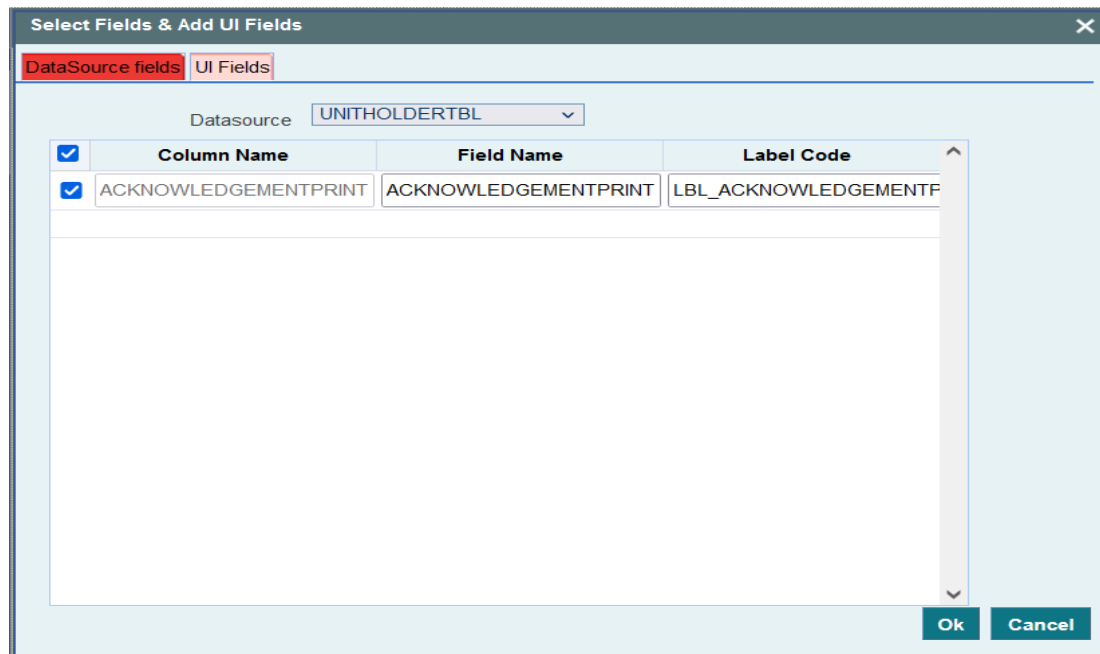 Select Fields & Add UI Fields
DataSource fields UI Fields
Datasource UNITHOLDERTBL
Column Name Field Name Label Code
ACKNOWLEDGEMENTPRINT ACKNOWLEDGEMENTPRINT LBL_ACKNOWLEDGEMENTP
Ok Cancel